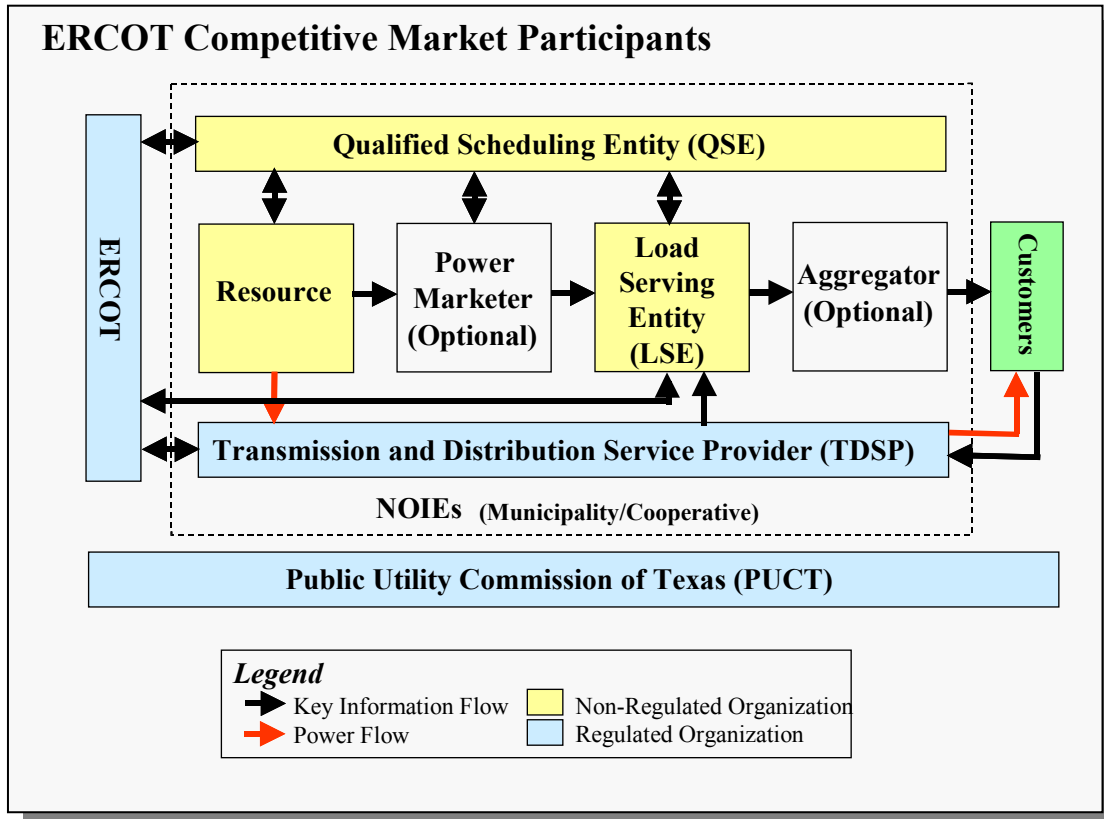 ERCOT Competitive Market Participants
Qualified Scheduling Entity (QSE)
ERCOT
Resource
Power
Marketer
(Optional)
Load
Serving
Entity
(LSE)
Aggregator
(Optional)
Customers
Transmission and Distribution Service Provider (TDSP)
NOIEs (Municipality/Cooperative)
Public Utility Commission of Texas (PUCT)
Legend
Key Information Flow
Non-Regulated Organization
Power Flow
Regulated Organization